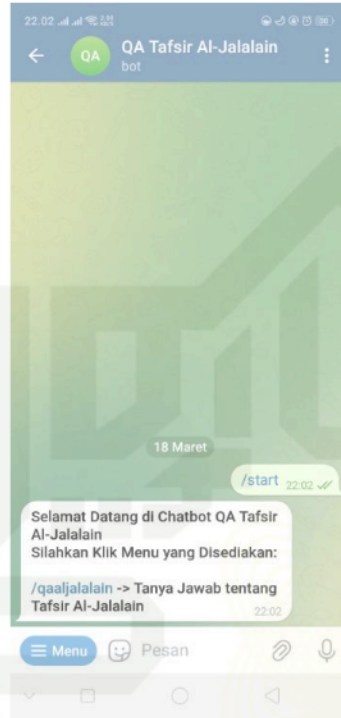 22.02
QA
QA Tafsir Al-Jalalain
bot
18 Maret
/start 22:02
Selamat Datang di Chatbot QA Tafsir
Al-Jalalain
Silahkan Klik Menu yang Disediakan:
/qaaljalalain -> Tanya Jawab tentang
Tafsir Al-Jalalain
22:02
Menu
Pesan